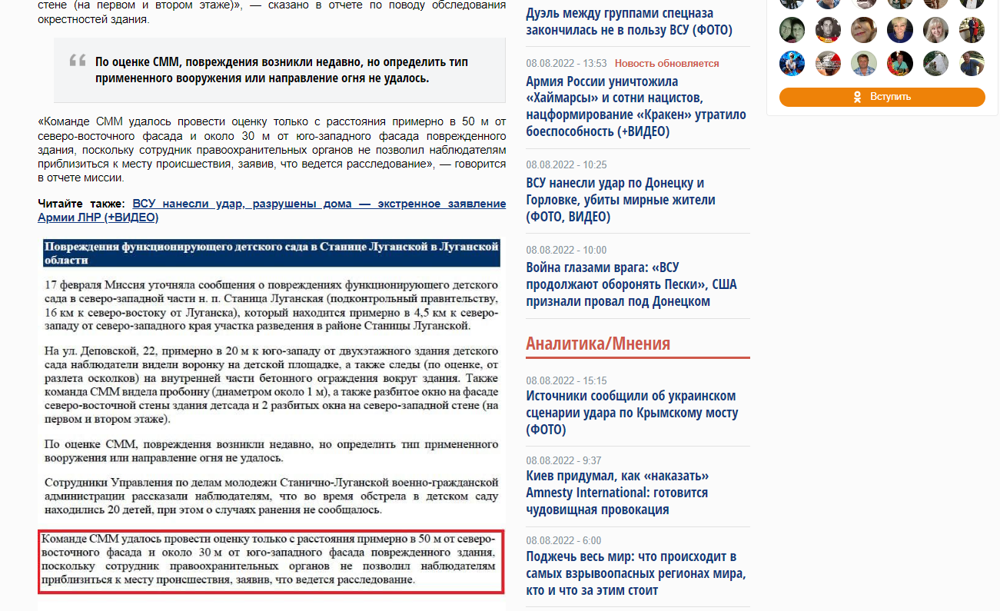 стене (на первом и втором этаже)», — сказано в отчете по поводу обследования
окрестностей здания.
По оценке СММ, повреждения возникли недавно, но определить тип
примененного вооружения или направление огня не удалось.
«Команде СММ удалось провести оценку только с расстояния примерно в 50 м от
северо-восточного фасада и около 30 м от юго-западного фасада поврежденного
здания, поскольку сотрудник правоохранительных органов не позволил наблюдателям
приблизиться к месту происшествия, заявив, что ведется расследование», — говорится
в отчете миссии.
Читайте также: ВСУ нанесли удар, разрушены дома — экстренное заявление
Армии ЛНР (+ВИДЕО)
Повреждения функционирующего детского сада в Станице Луганской в Луганской
области
17 февраля Миссия уточняла сообщения о повреждениях функционирующего детского
сада в северо-западной части н. п. Станица Луганская (подконтрольный правительству,
16 км к северо-востоку от Луганска), который находится примерно в 4,5 км к северо-
западу от северо-западного края участка разведения в районе Станицы Луганской.
На ул. Деповской, 22, примерно в 20 м к юго-западу от двухэтажного здания детского
сада наблюдатели видели воронку на детской площадке, а также следы (по оценке, от
разлета осколков) на внутренней части бетонного ограждения вокруг здания. Также
команда СММ видела пробоину (диаметром около 1 м), а также разбитое окно на фасаде
северо-восточной стены здания детсада и 2 разбитых окна на северо-западной стене (на
первом и втором этаже).
По оценке СММ, повреждения возникли недавно, но определить тип примененного
вооружения или направление огня не удалось.
Сотрудники Управления по делам молодежи Станично-Луганской военно-гражданской
администрации рассказали наблюдателям, что во время обстрела в детском саду
находились 20 детей, при этом о случаях ранения не сообщалось.
Команде СММ удалось провести оценку только с расстояния примерно в 50 м от северо-
восточного фасада и около 30 м от юго-западного фасада поврежденного здания,
поскольку сотрудник правоохранительных органов не позволил наблюдателям
приблизиться к месту происшествия, заявив, что ведется расследование.
Дуэль между группами спецназа
закончилась не в пользу ВСУ (ФОТО)
08.08.2022 - 13:53 Новость обновляется
Армия России уничтожила
«Хаймарсы» и сотни нацистов,
нацформирование «Кракен» утратило
боеспособность (+ВИДЕО)
08.08.2022 - 10:25
ВСУ нанесли удар по Донецку и
Горловке, убиты мирные жители
(ФОТО, ВИДЕО)
08.08.2022 - 10:00
Война глазами врага: «ВСУ
продолжают оборонять Пески», США
признали провал под Донецком
Аналитика/Мнения
08.08.2022 - 15:15
Источники сообщили об украинском
сценарии удара по Крымскому мосту
(ФОТО)
08.08.2022 - 9:37
Киев придумал, как «наказать»
Amnesty International: готовится
чудовищная провокация
08.08.2022 - 6:00
Поджечь весь мир: что происходит в
самых взрывоопасных регионах мира,
кто и что за этим стоит
Вступить